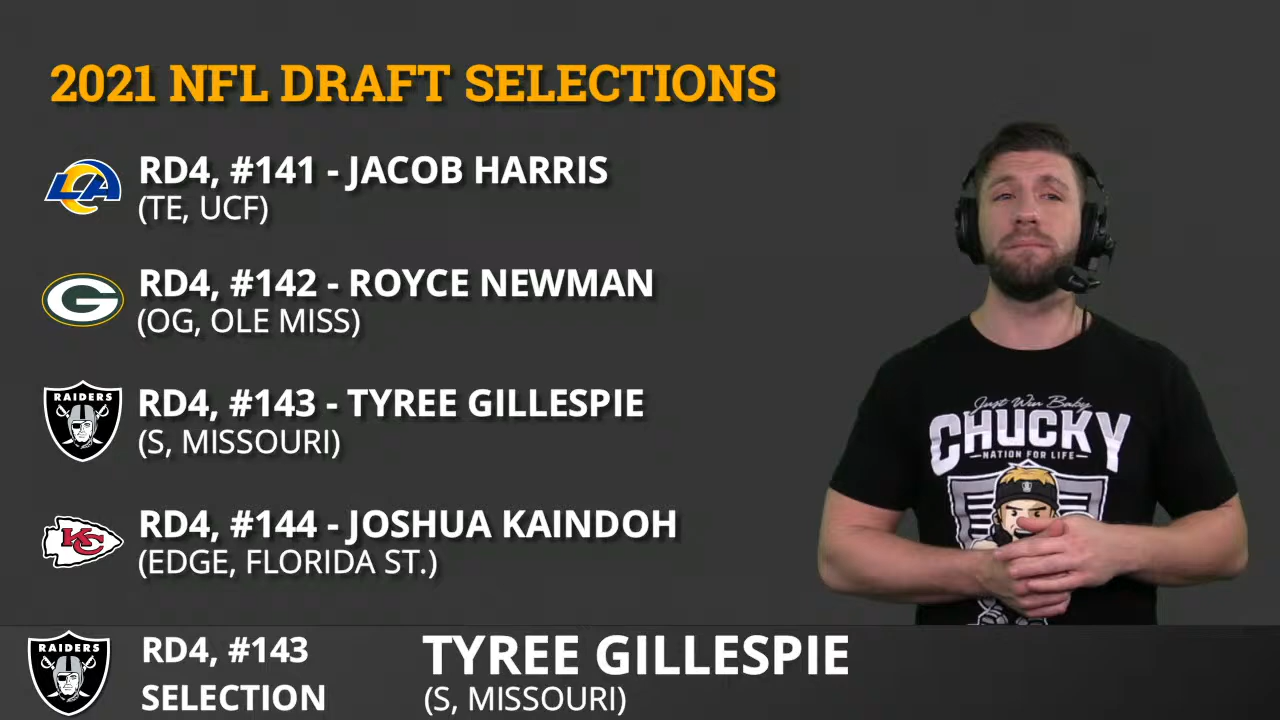 2021 NFL DRAFT SELECTIONS
RD4, #141 - JACOB HARRIS
(TE, UCF)
LA
RD4, #142 - ROYCE NEWMAN
(OG, OLE MISS)
G
RAIDERS
RD4, #143 - TYREE GILLESPIE
(S, MISSOURI)
KC
RD4, #144 - JOSHUA KAINDOH
(EDGE, FLORIDA ST.)
Just Win Baby
CHUCKY
-NATION FOR LIFE-
RAIDERS
RD4, #143
SELECTION
TYREE GILLESPIE
(S, MISSOURI)